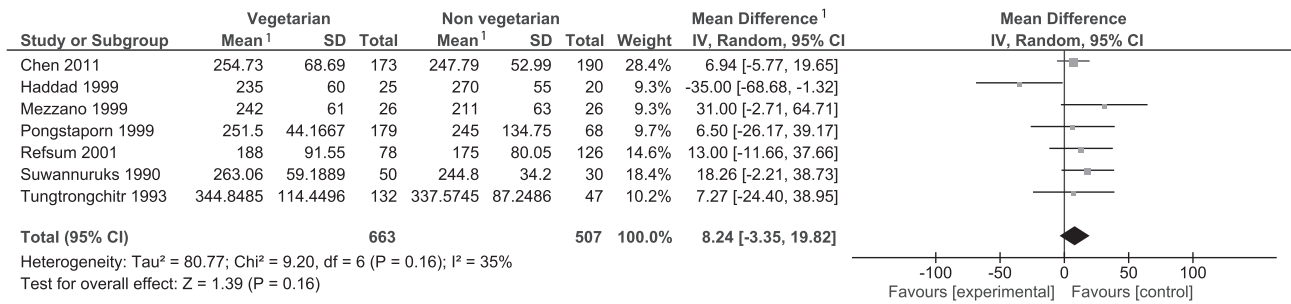 Vegetarian Non vegetarian Mean Difference ¹ Mean Difference
Study or Subgroup Mean ¹ SD Total Mean ¹ SD Total Weight IV, Random, 95% CI IV, Random, 95% CI
Chen 2011 254.73 68.69 173 247.79 52.99 190 28.4% 6.94 [-5.77, 19.65]
Haddad 1999 235 60 25 270 55 20 9.3% -35.00 [-68.68, -1.32]
Mezzano 1999 242 61 26 211 63 26 9.3% 31.00 [-2.71, 64.71]
Pongstaporn 1999 251.5 44.1667 179 245 134.75 68 9.7% 6.50 [-26.17, 39.17]
Refsum 2001 188 91.55 78 175 80.05 126 14.6% 13.00 [-11.66, 37.66]
Suwannuruks 1990 263.06 59.1889 50 244.8 34.2 30 18.4% 18.26 [-2.21, 38.73]
Tungtrongchitr 1993 344.8485 114.4496 132 337.5745 87.2486 47 10.2% 7.27 [-24.40, 38.95]
Total (95% CI) 663 507 100.0% 8.24 [-3.35, 19.82]
Heterogeneity: Tau² = 80.77; Chi² = 9.20, df = 6 (P = 0.16); I² = 35%
Test for overall effect: Z = 1.39 (P = 0.16)
-100 -50 0 50 100
Favours [experimental] Favours [control]